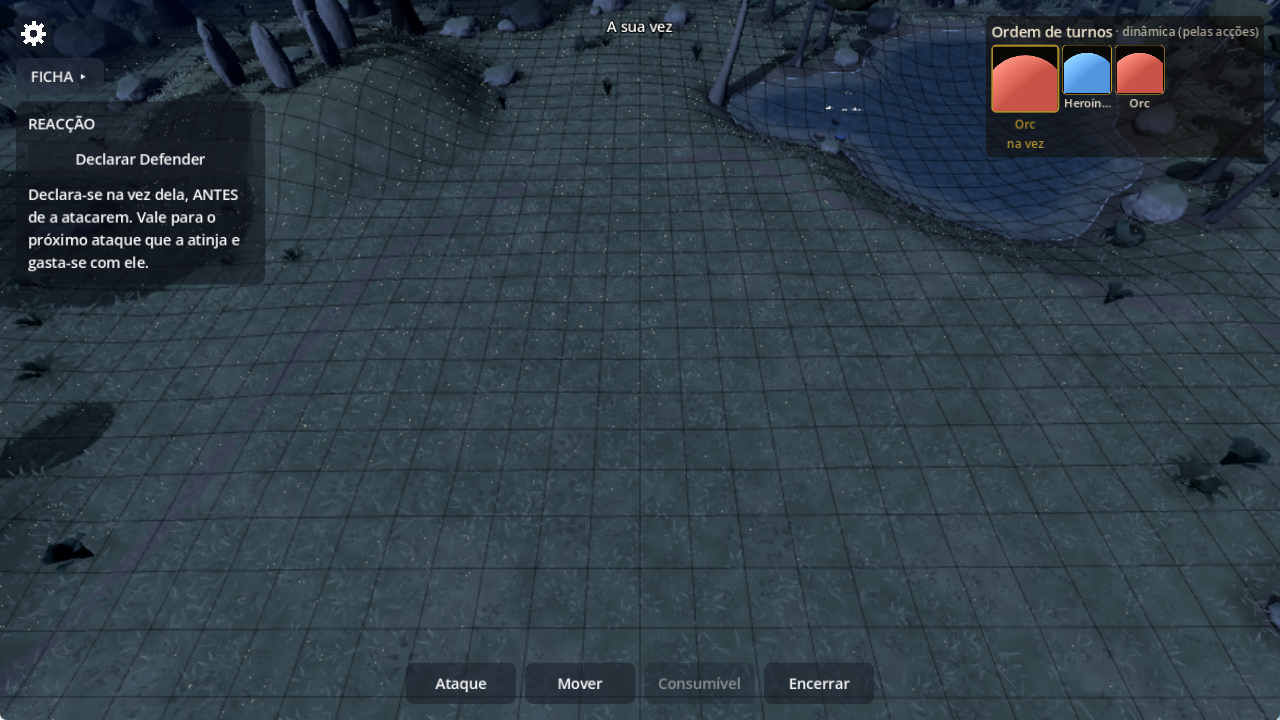 A sua vez
Ordem de turnos · dinâmica (pelas acções)
FICHA ▸
Heroín... Orc
Orc
na vez
REACÇÃO
Declarar Defender
Declara-se na vez dela, ANTES
de a atacarem. Vale para o
próximo ataque que a atinja e
gasta-se com ele.
Ataque Mover Consumível Encerrar